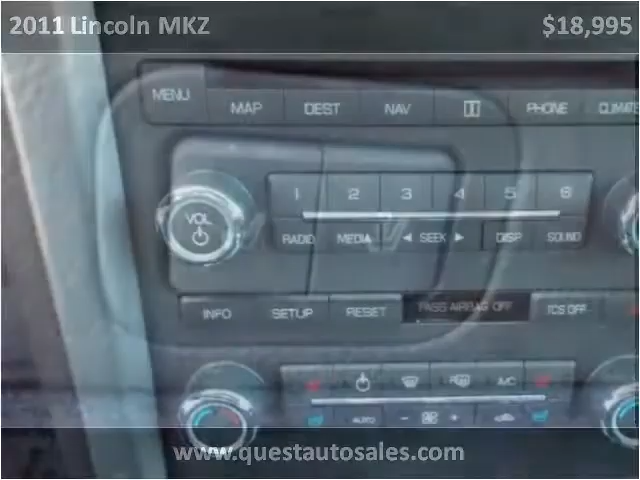 2011 Lincoln MKZ $18,995
MENU MAP DEST NAV PHONE CLIMATE
1 2 3 4 5 6
VOL
RADIO MEDIA ◄ SEEK ► DISP SOUND
INFO SETUP RESET PASS AIRBAG OFF TCS OFF
R A/C
AUTO - +
www.questautosales.com